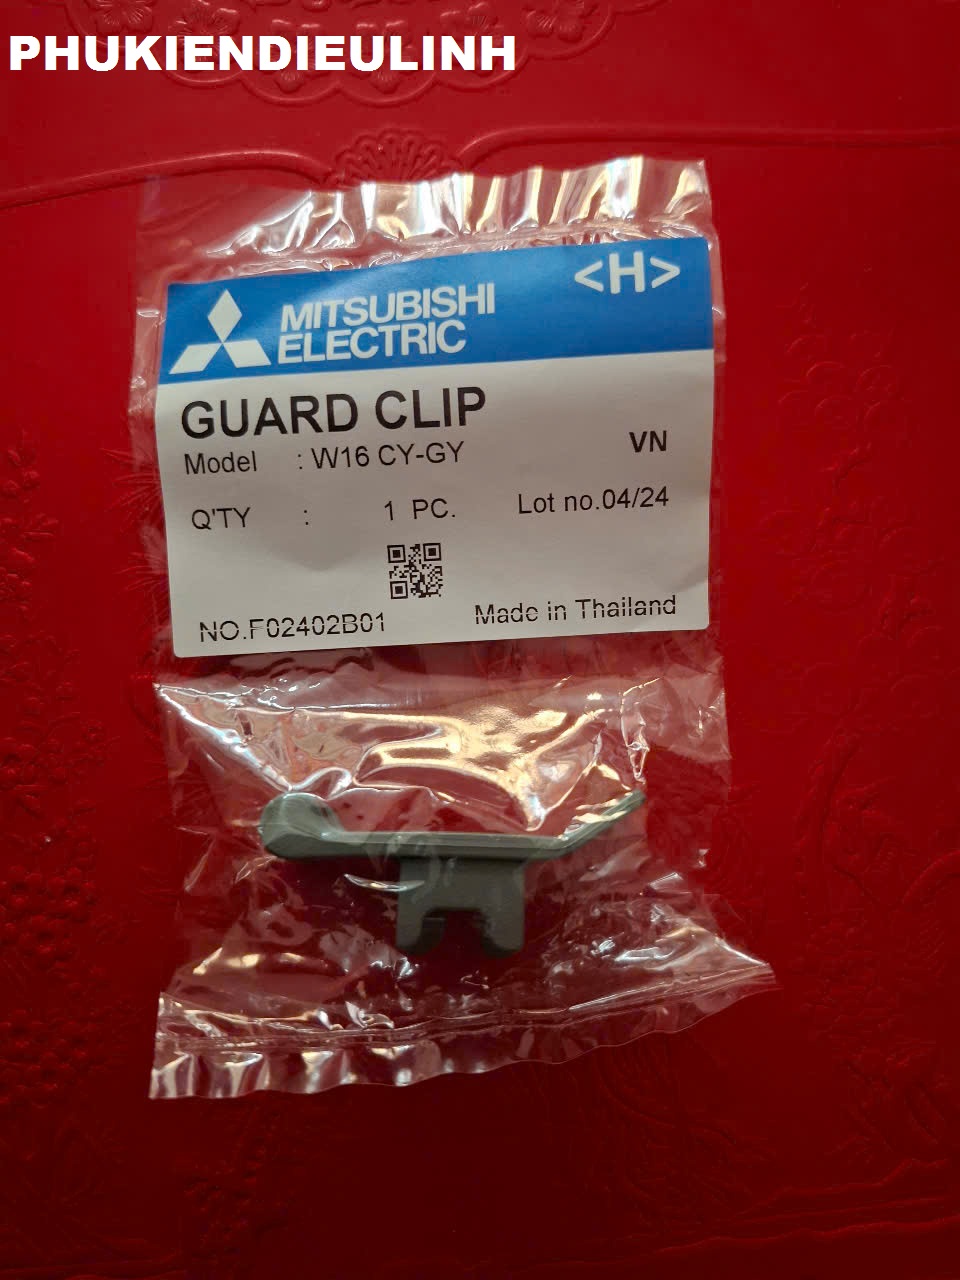 PHUKIENDIEULINH
<H>
MITSUBISHI
ELECTRIC
GUARD CLIP
Model : W16 CY-GY
VN
Q'TY : 1 PC.
Lot no.04/24
NO.F02402B01
Made in Thailand